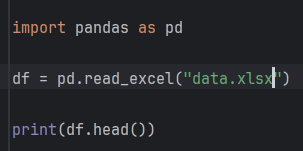 import pandas as pd
df = pd.read_excel("data.xlsx")
print(df.head())